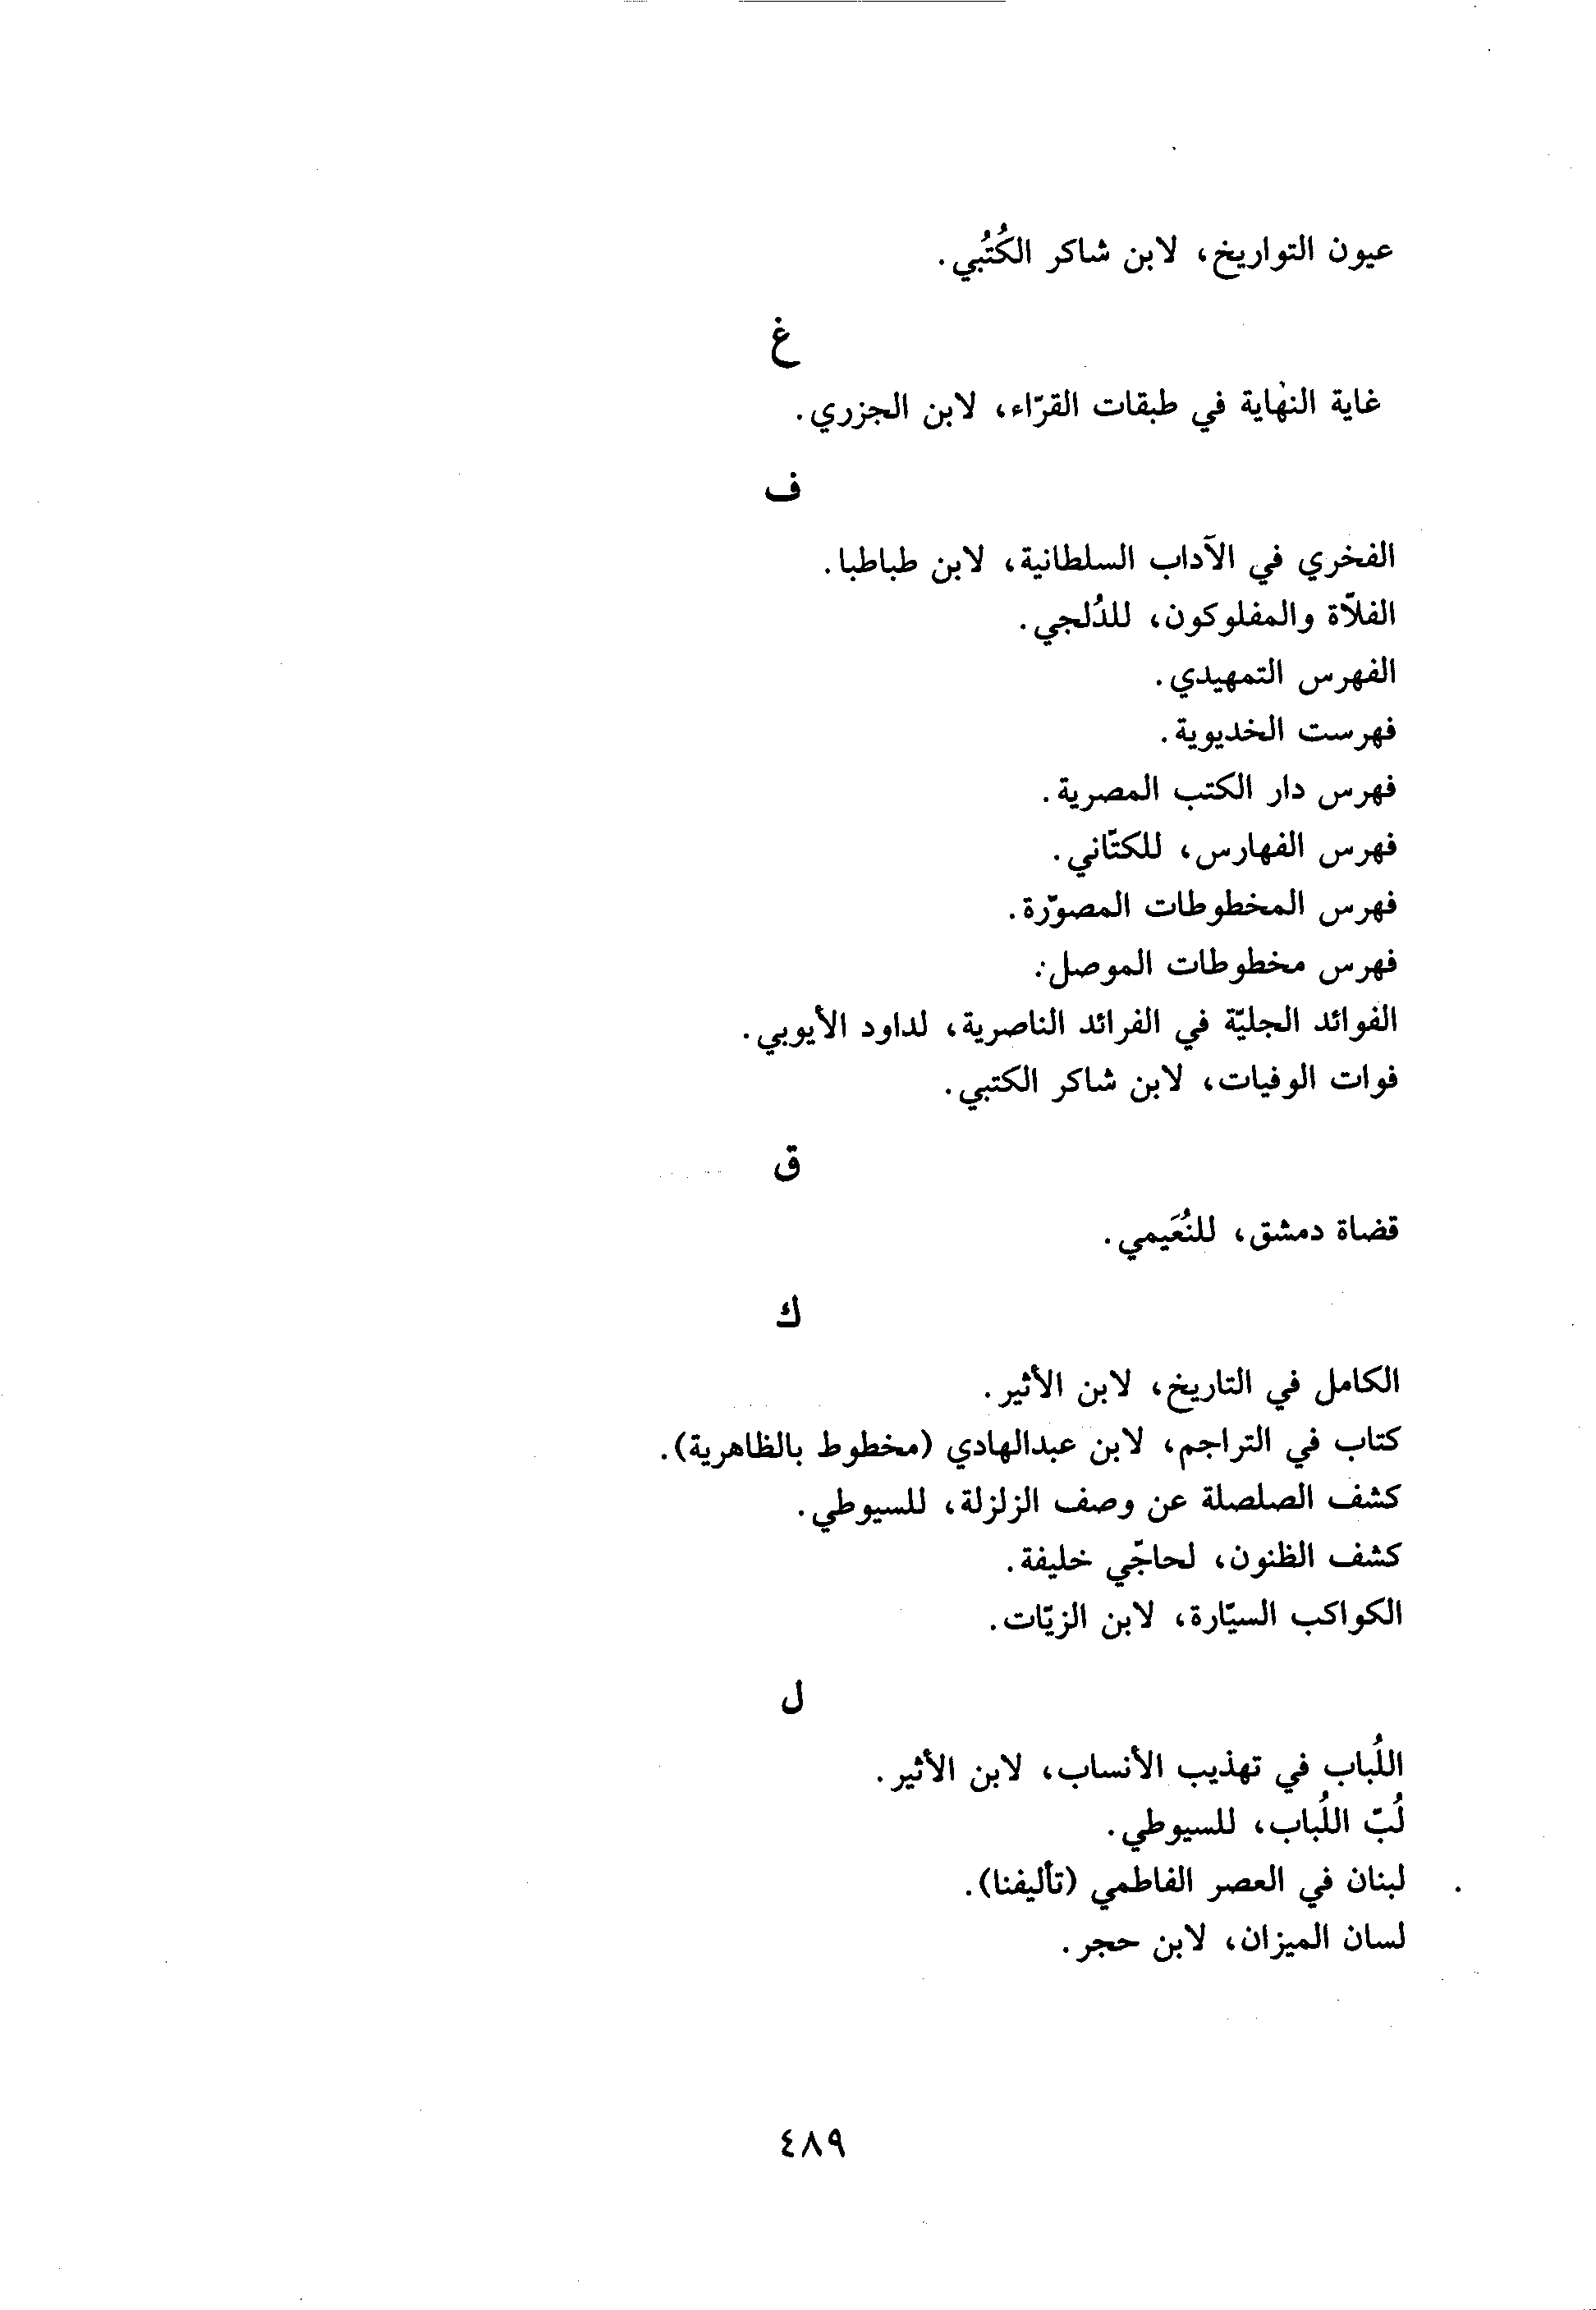 عيون التواريخ، لابن شاكر الكُتُبي.
غ
غاية النهاية في طبقات القرّاء، لابن الجزري.
ف
الفخري في الآداب السلطانية، لابن طباطبا.
الفلاّة والمفلوكون، للدُلجي.
الفهرس التمهيدي.
فهرست الخديوية.
فهرس دار الكتب المصرية.
فهرس الفهارس، للكتّاني.
فهرس المخطوطات المصوّرة.
فهرس مخطوطات الموصل.
الفوائد الجليّة في الفرائد الناصرية، لداود الأيوبي.
فوات الوفيات، لابن شاكر الكتبي.
ق
قضاة دمشق، للنُعَيمي.
ك
الكامل في التاريخ، لابن الأثير.
كتاب في التراجم، لابن عبدالهادي (مخطوط بالظاهرية).
كشف الصلصلة عن وصف الزلزلة، للسيوطي.
كشف الظنون، لحاجّي خليفة.
الكواكب السيّارة، لابن الزيّات.
ل
اللُباب في تهذيب الأنساب، لابن الأثير.
لُبّ اللُباب، للسيوطي.
لبنان في العصر الفاطمي (تأليفنا).
لسان الميزان، لابن حجر.
٤٨٩